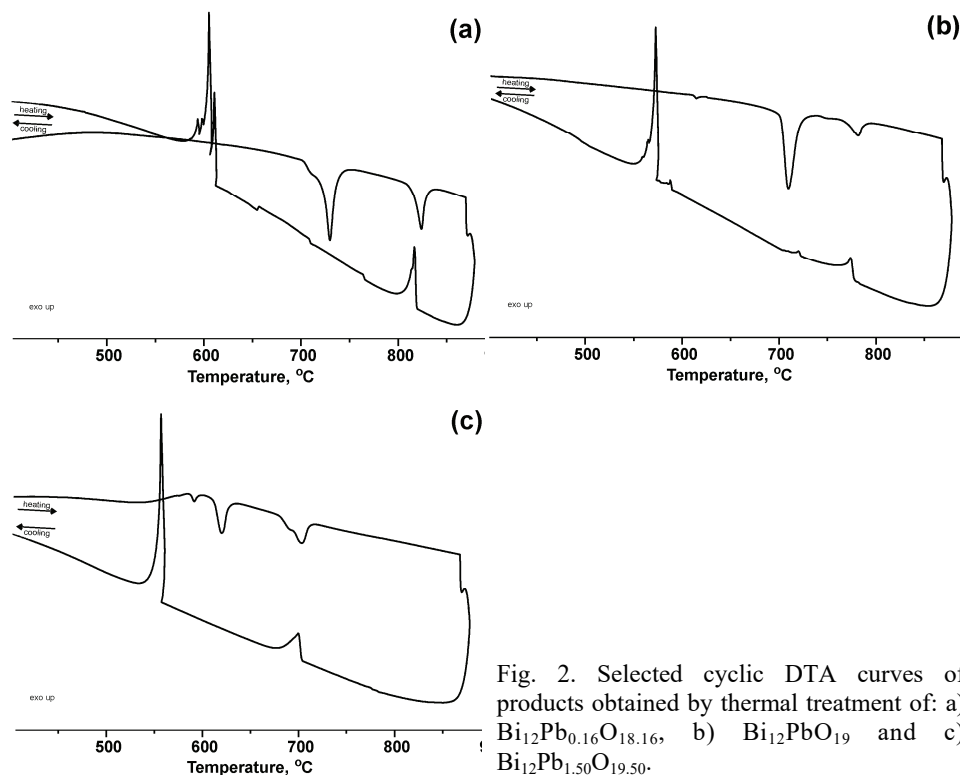 (a)
heating
cooling
exo up
500 600 700 800
Temperature, °C
(b)
heating
cooling
exo up
500 600 700 800
Temperature, °C
(c)
heating
cooling
exo up
500 600 700 800 9
Temperature, °C
Fig. 2. Selected cyclic DTA curves of
products obtained by thermal treatment of: a)
Bi₁₂Pb₀.₁₆O₁₈.₁₆, b) Bi₁₂PbO₁₉ and c)
Bi₁₂Pb₁.₅₀O₁₉.₅₀.